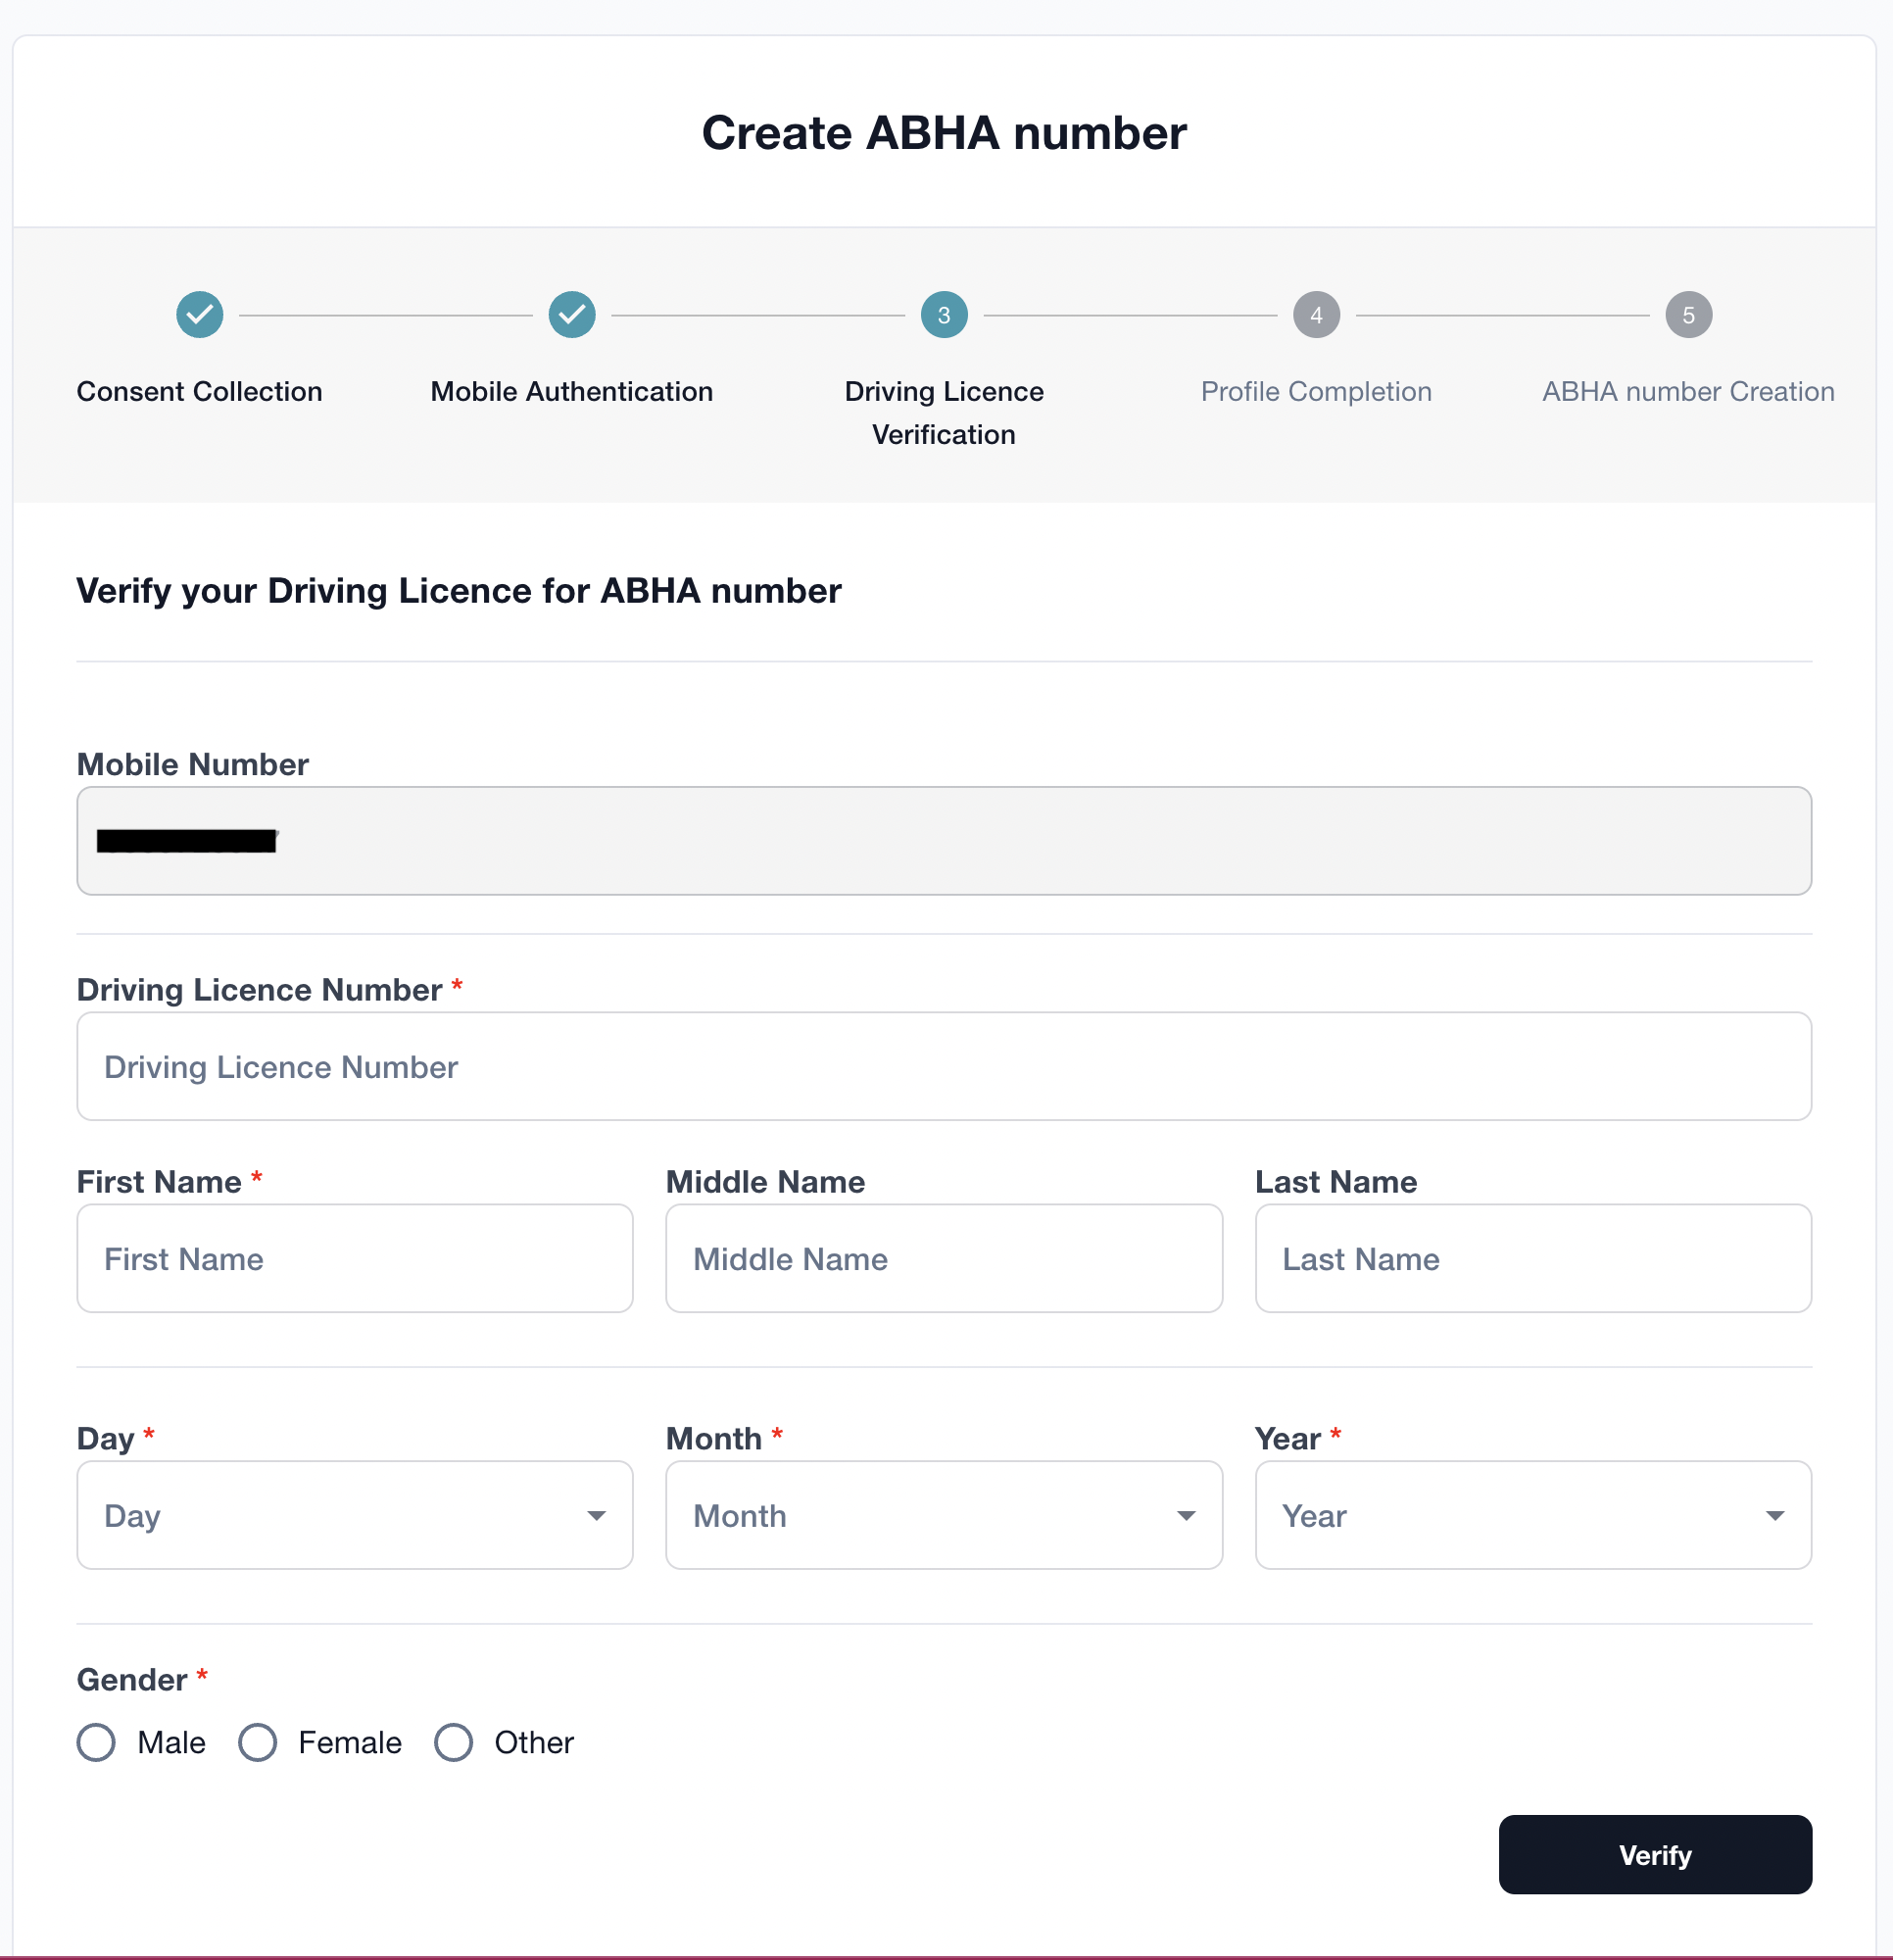 Create ABHA number
3
4
5
Consent Collection
Mobile Authentication
Driving Licence
Verification
Profile Completion
ABHA number Creation
Verify your Driving Licence for ABHA number
Mobile Number
Driving Licence Number *
Driving Licence Number
First Name *
Middle Name
Last Name
First Name
Middle Name
Last Name
Day *
Month *
Year *
Day
Month
Year
Gender *
Male
Female
Other
Verify